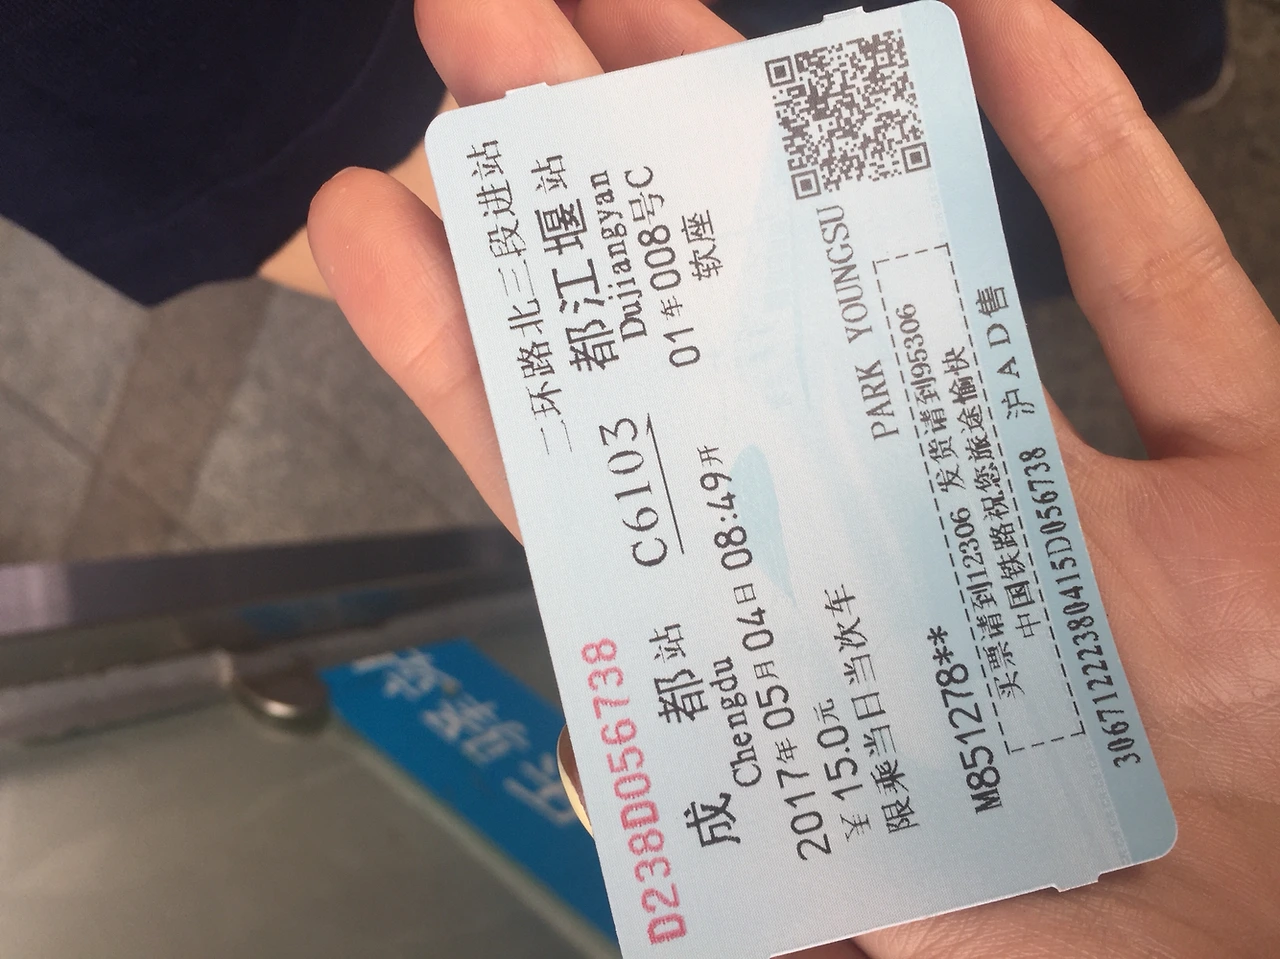 D238D056738
二环路北三段进站
成 都 站
C6103
都江堰 站
Chengdu
Dujiangyan
2017年05月04日08:49开
01车008号C
￥15.0元
软座
限乘当日当次车
M8512278** PARK YOUNGSU
买票请到12306 发货请到95306
中国铁路祝您旅途愉快
30671222380415D056738 沪AD售